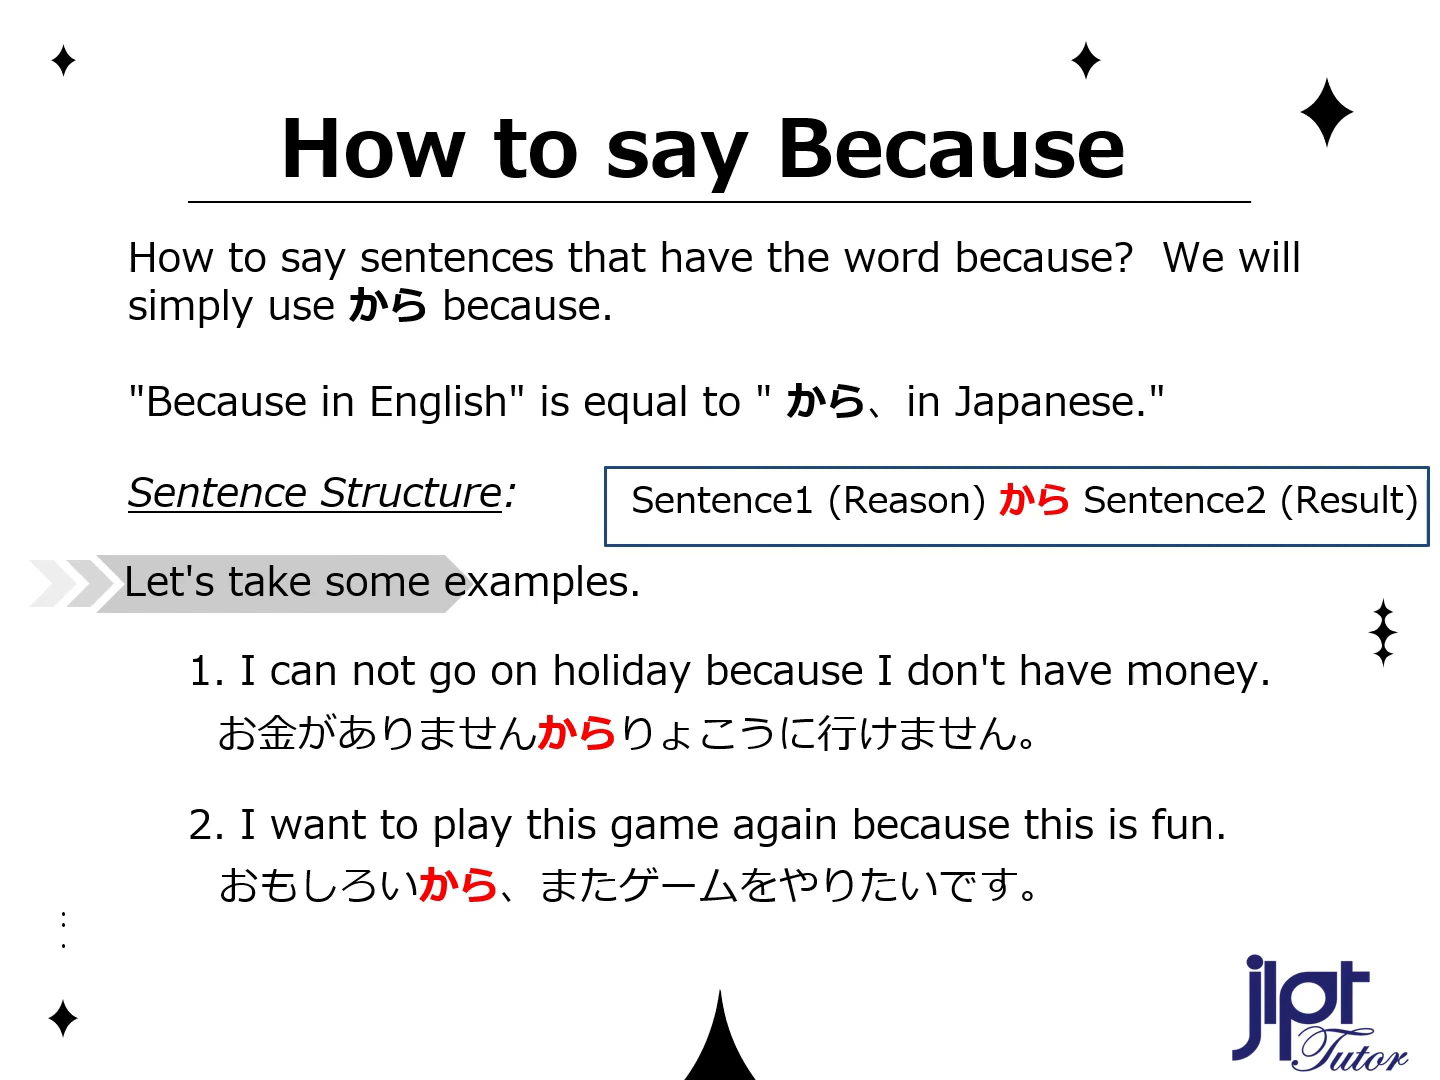 How to say Because
How to say sentences that have the word because? We will
simply use から because.
"Because in English" is equal to " から、in Japanese."
Sentence Structure:
Sentence1 (Reason) から Sentence2 (Result)
Let's take some examples.
1. I can not go on holiday because I don't have money.
お金がありませんからりょこうに行けません。
2. I want to play this game again because this is fun.
おもしろいから、またゲームをやりたいです。
jlpt
Tutor